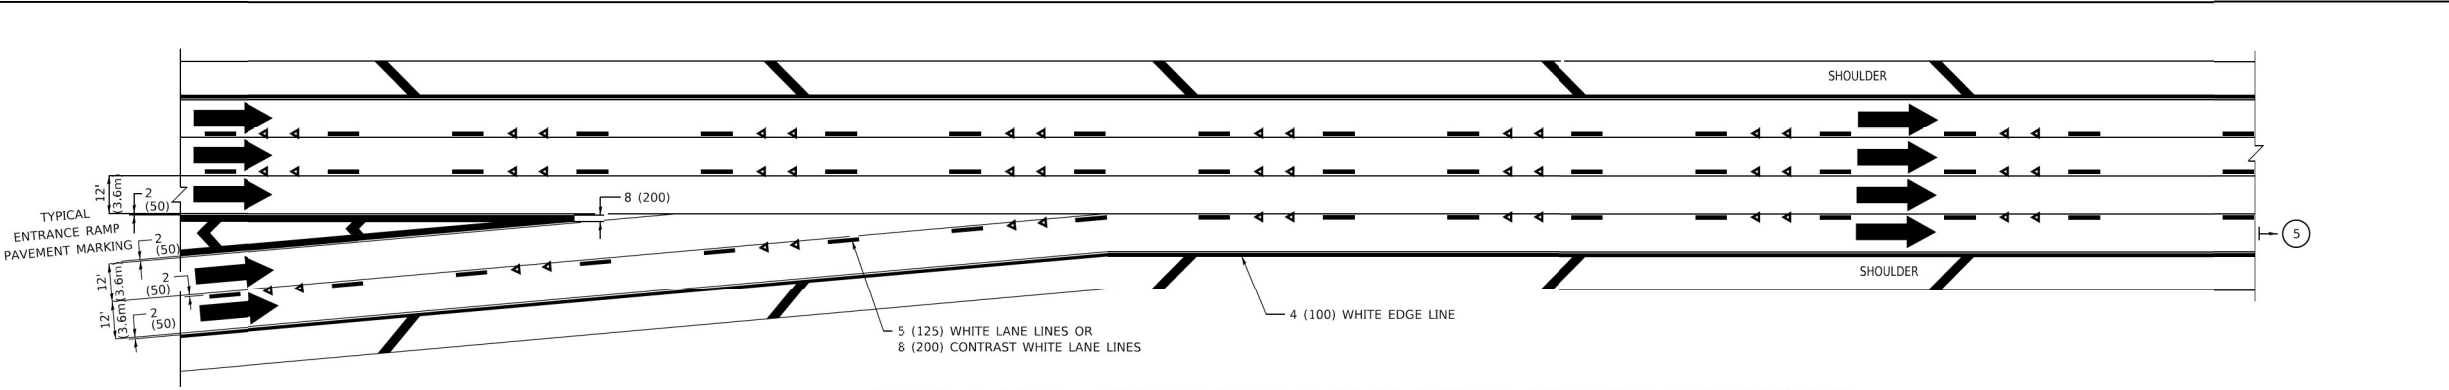 SHOULDER
12'
(3.6m)
2
(50)
8 (200)
TYPICAL
ENTRANCE RAMP
PAVEMENT MARKING
2
(50)
5
12'
(3.6m)
2
(50)
SHOULDER
12'
(3.6m)
2
(50)
4 (100) WHITE EDGE LINE
5 (125) WHITE LANE LINES OR
8 (200) CONTRAST WHITE LANE LINES